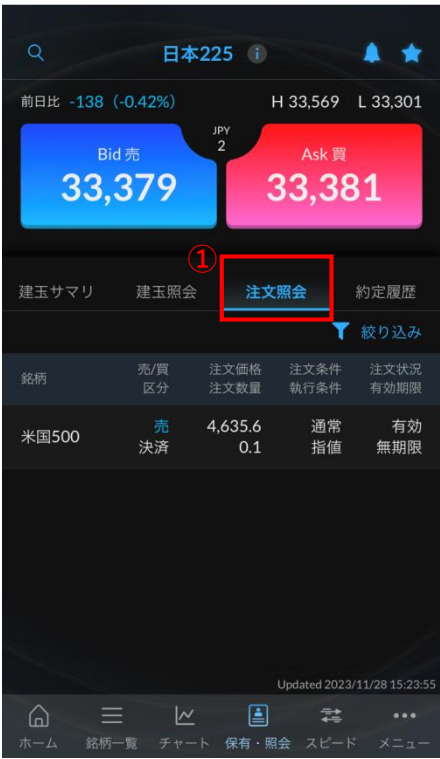 日本225
前日比 -138 (-0.42%) H 33,569 L 33,301
JPY
2
Bid 売 Ask 買
33,379 33,381
①
建玉サマリ 建玉照会 注文照会 約定履歴
絞り込み
銘柄 売/買 注文価格 注文条件 注文状況
区分 注文数量 執行条件 有効期限
米国500 売 4,635.6 通常 有効
決済 0.1 指値 無期限
Updated 2023/11/28 15:23:55
ホーム 銘柄一覧 チャート 保有・照会 スピード メニュー